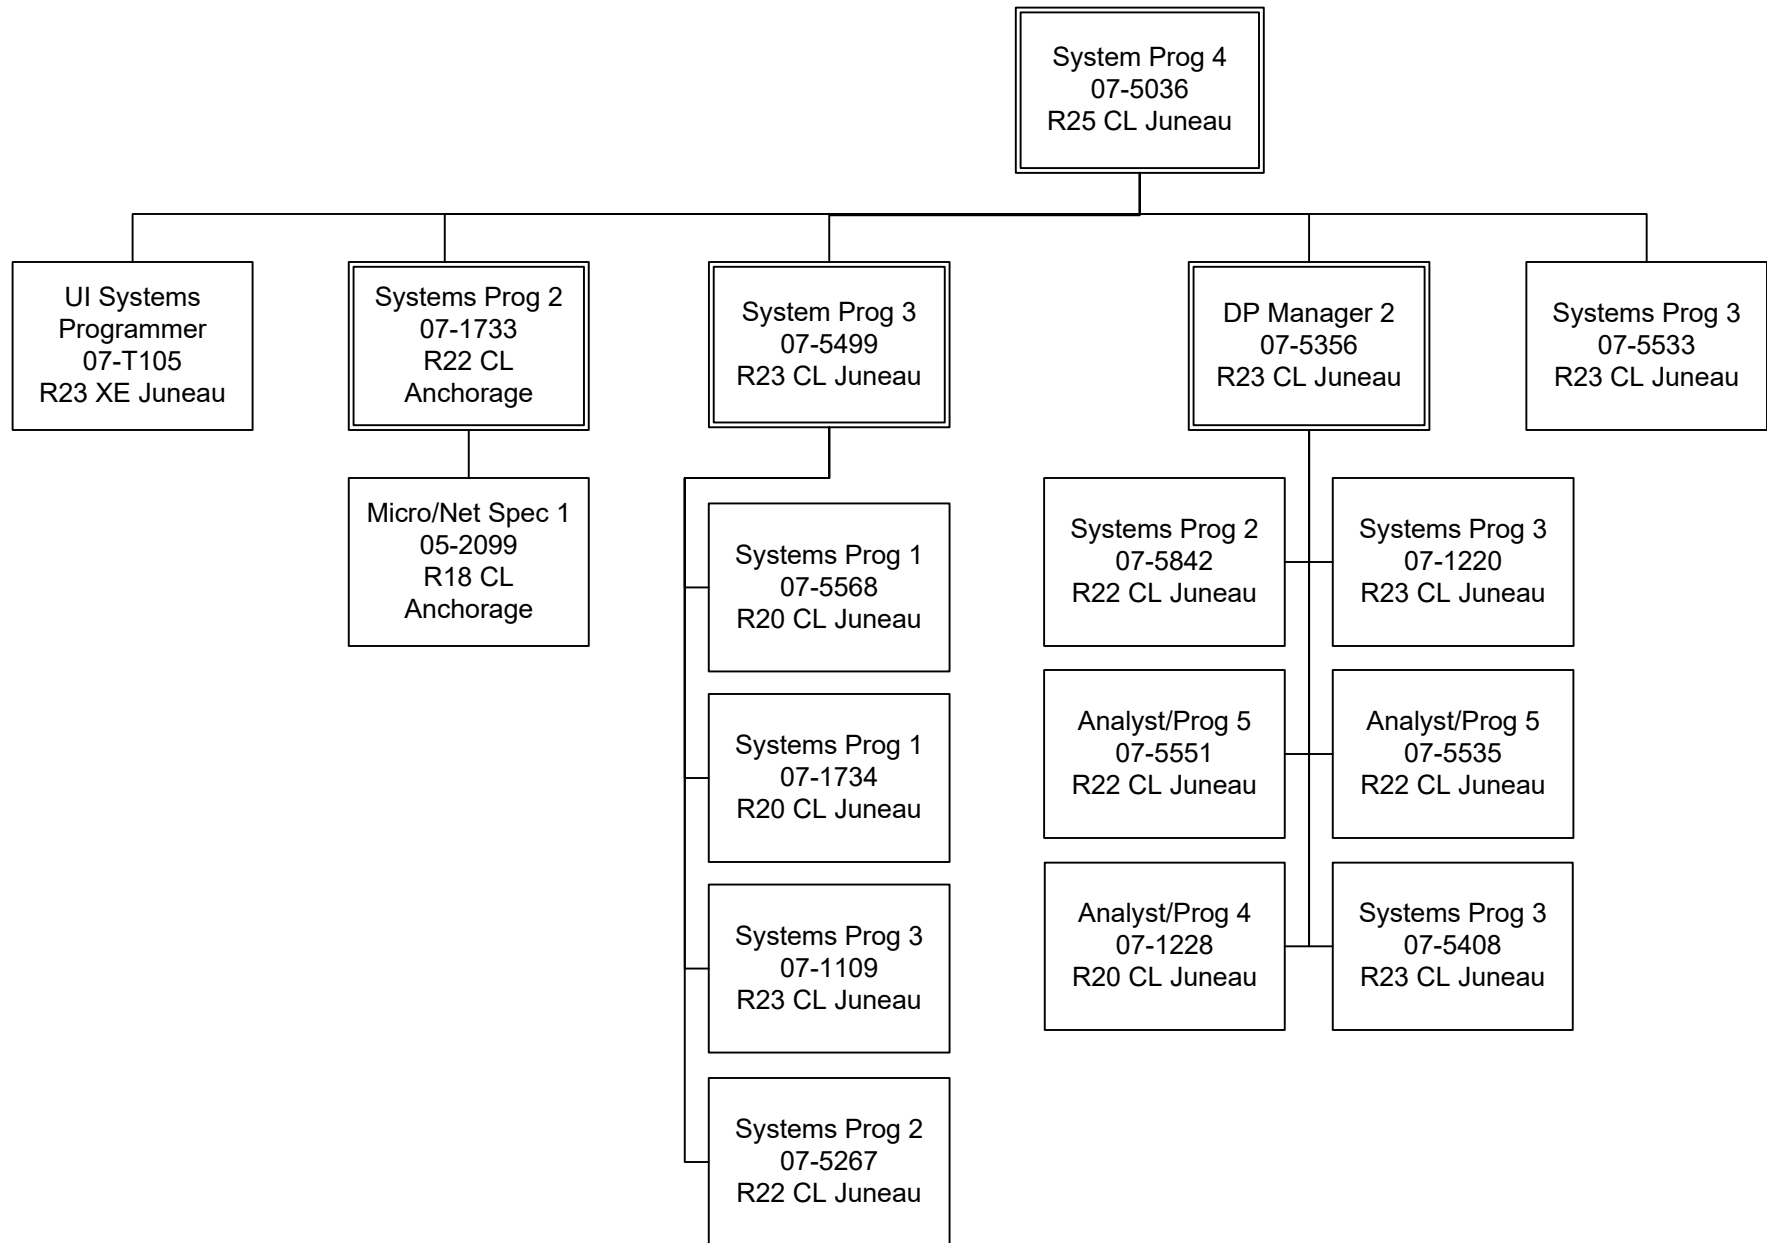 System Prog 4
07-5036
R25 CL Juneau
UI Systems
Programmer
07-T105
R23 XE Juneau
Systems Prog 2
07-1733
R22 CL
Anchorage
System Prog 3
07-5499
R23 CL Juneau
DP Manager 2
07-5356
R23 CL Juneau
Systems Prog 3
07-5533
R23 CL Juneau
Micro/Net Spec 1
05-2099
R18 CL
Anchorage
Systems Prog 1
07-5568
R20 CL Juneau
Systems Prog 1
07-1734
R20 CL Juneau
Systems Prog 3
07-1109
R23 CL Juneau
Systems Prog 2
07-5267
R22 CL Juneau
Systems Prog 2
07-5842
R22 CL Juneau
Systems Prog 3
07-1220
R23 CL Juneau
Analyst/Prog 5
07-5551
R22 CL Juneau
Analyst/Prog 5
07-5535
R22 CL Juneau
Analyst/Prog 4
07-1228
R20 CL Juneau
Systems Prog 3
07-5408
R23 CL Juneau